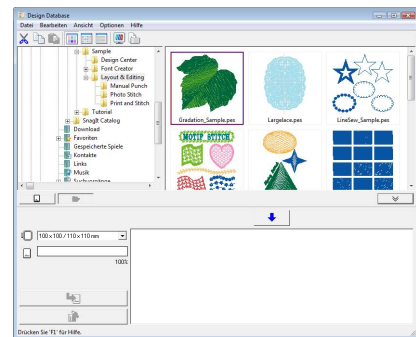 Design Database
Datei Bearbeiten Ansicht Optionen Hilfe
Sample
Design Center
Font Creator
Layout & Editing
Manual Punch
Photo Stitch
Print and Stitch
Tutorial
SnagIt Catalog
Download
Favoriten
Gespeicherte Spiele
Kontakte
Links
Musik
Suchvorgänge
Gradation_Sample.pes
Largelace.pes
LineSew_Sample.pes
MOTIF STITCH
100 x 100 / 110 x 110 mm
100%
Drücken Sie 'F1' für Hilfe.